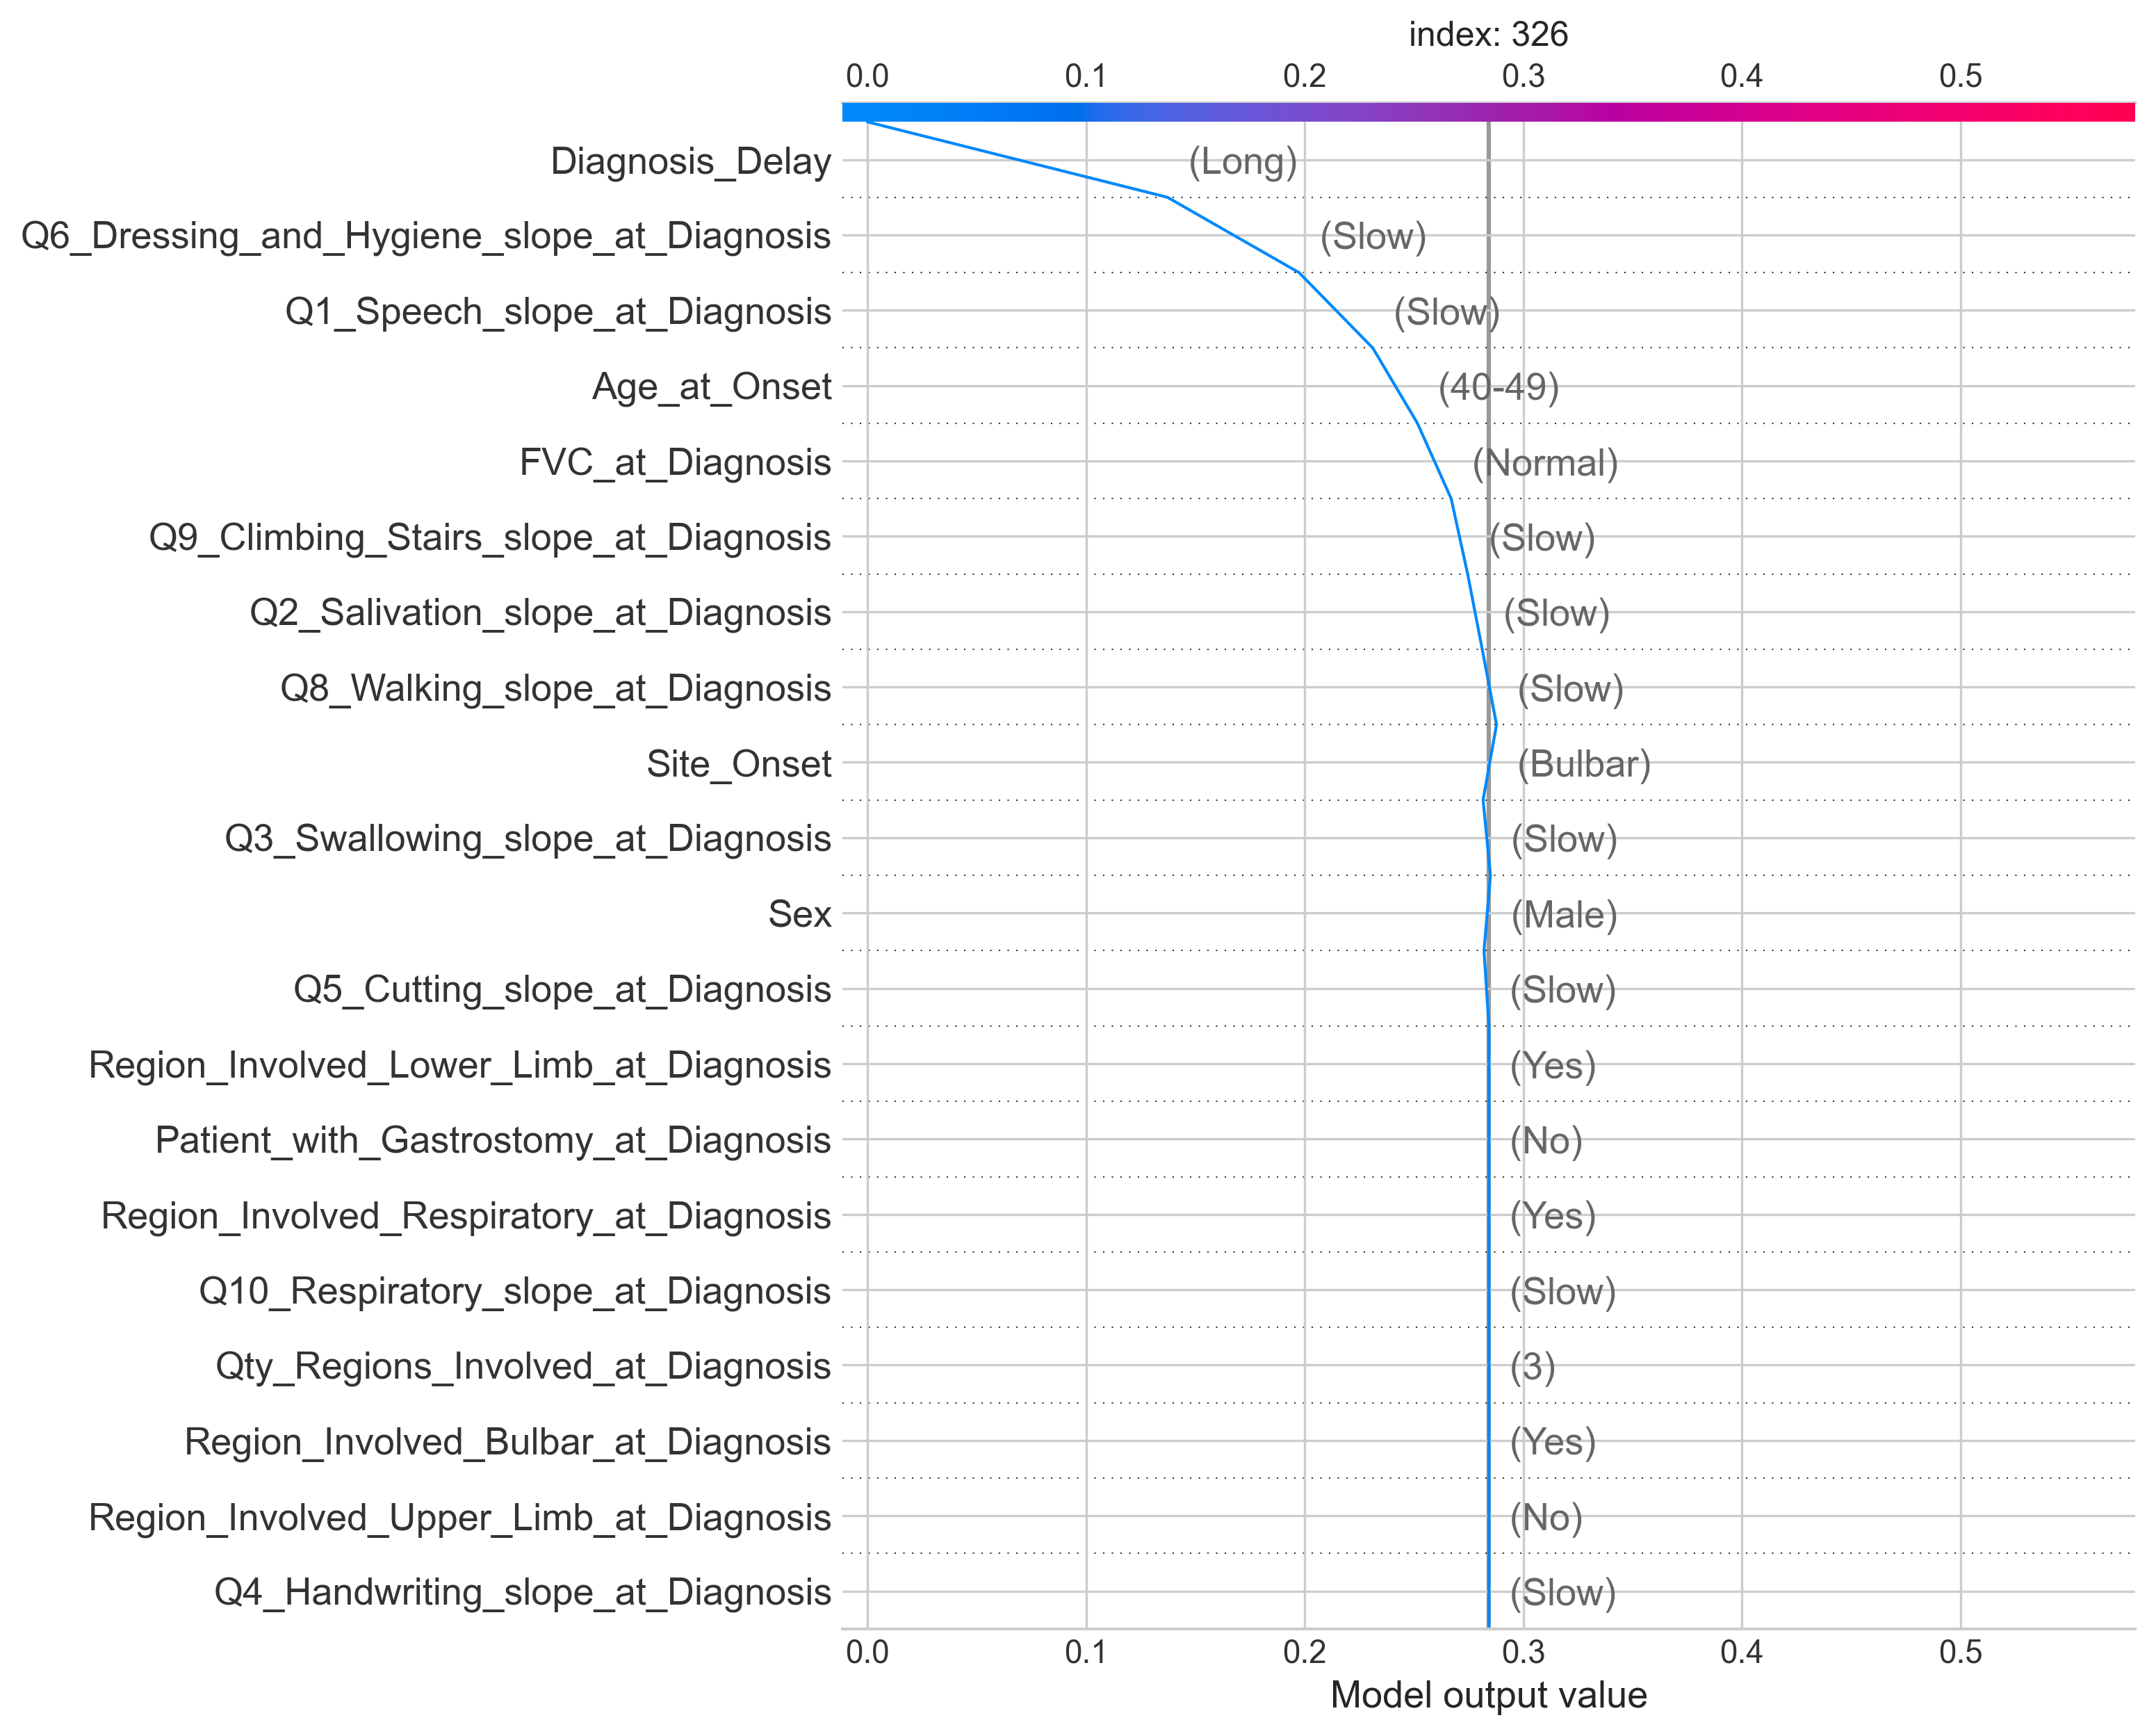 index: 326
0.0 0.1 0.2 0.3 0.4 0.5
Diagnosis_Delay (Long)
Q6_Dressing_and_Hygiene_slope_at_Diagnosis (Slow)
Q1_Speech_slope_at_Diagnosis (Slow)
Age_at_Onset (40-49)
FVC_at_Diagnosis (Normal)
Q9_Climbing_Stairs_slope_at_Diagnosis (Slow)
Q2_Salivation_slope_at_Diagnosis (Slow)
Q8_Walking_slope_at_Diagnosis (Slow)
Site_Onset (Bulbar)
Q3_Swallowing_slope_at_Diagnosis (Slow)
Sex (Male)
Q5_Cutting_slope_at_Diagnosis (Slow)
Region_Involved_Lower_Limb_at_Diagnosis (Yes)
Patient_with_Gastrostomy_at_Diagnosis (No)
Region_Involved_Respiratory_at_Diagnosis (Yes)
Q10_Respiratory_slope_at_Diagnosis (Slow)
Qty_Regions_Involved_at_Diagnosis (3)
Region_Involved_Bulbar_at_Diagnosis (Yes)
Region_Involved_Upper_Limb_at_Diagnosis (No)
Q4_Handwriting_slope_at_Diagnosis (Slow)
0.0 0.1 0.2 0.3 0.4 0.5
Model output value